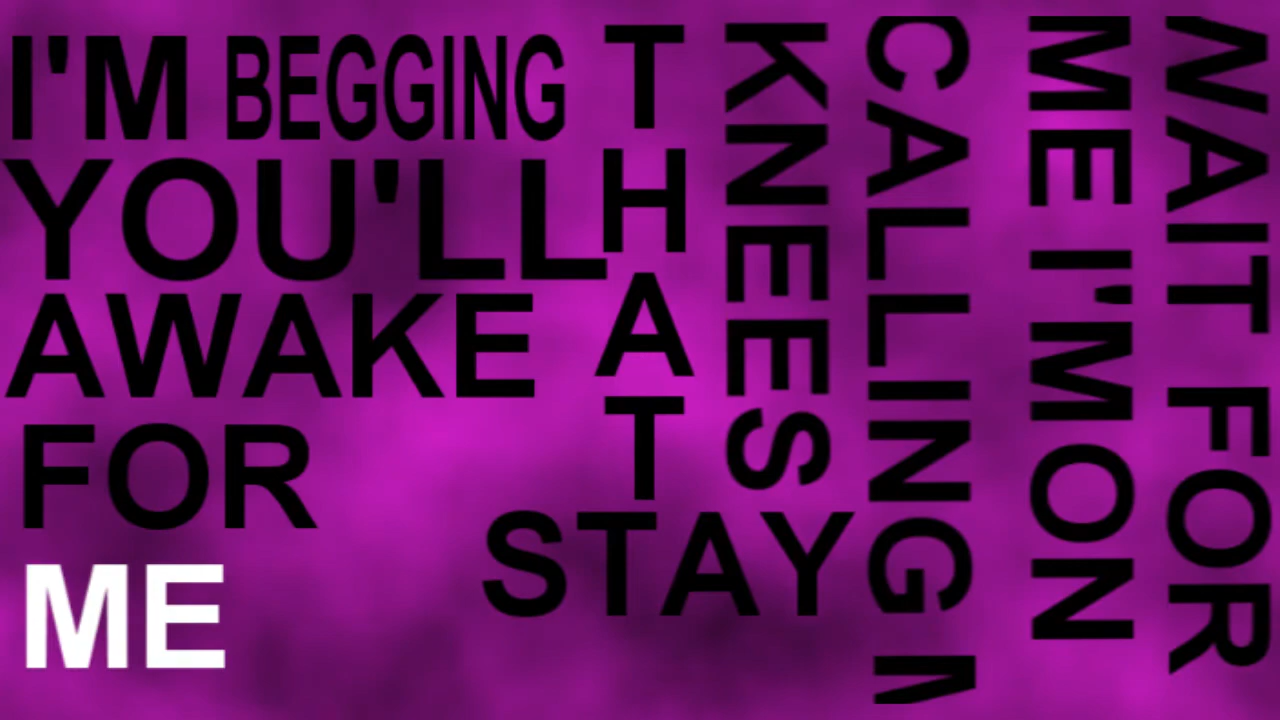 I'M BEGGING
YOU'LL
AWAKE
FOR
ME
THAT
STAY
KNEES
CALLING
ME I'M ON
WAIT FOR